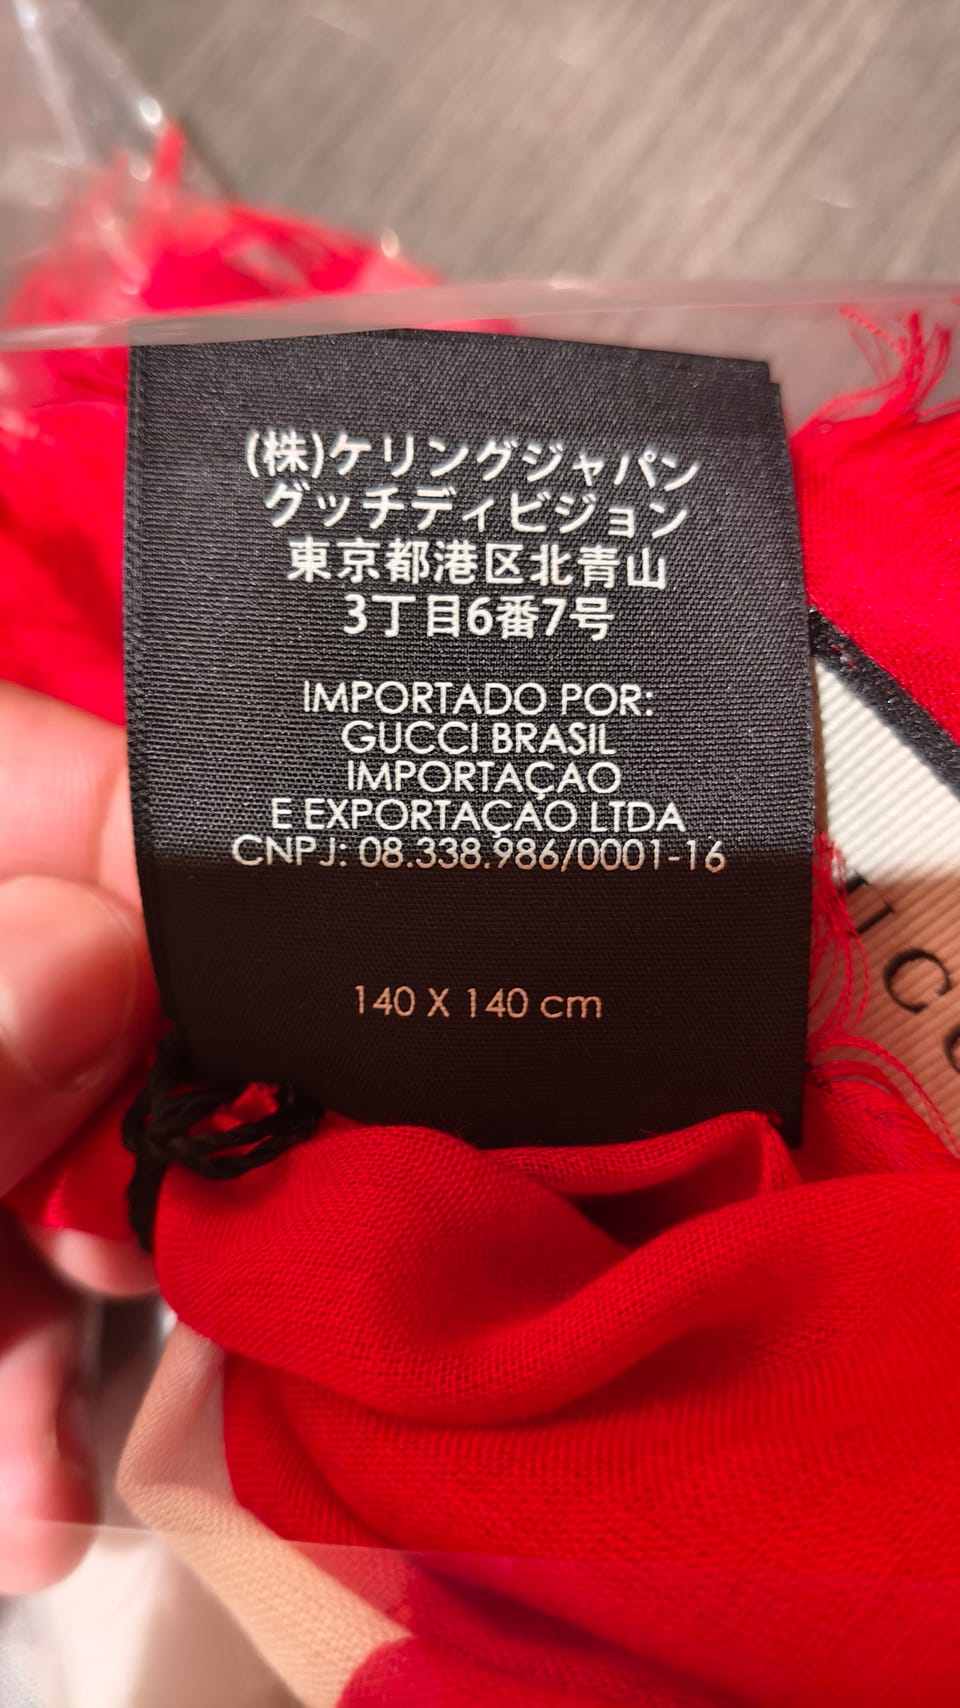 (株)ケリングジャパン
グッチディビジョン
東京都港区北青山
3丁目6番7号
IMPORTADO POR:
GUCCI BRASIL
IMPORTAÇAO
E EXPORTAÇAO LTDA
CNPJ: 08.338.986/0001-16
140 X 140 cm